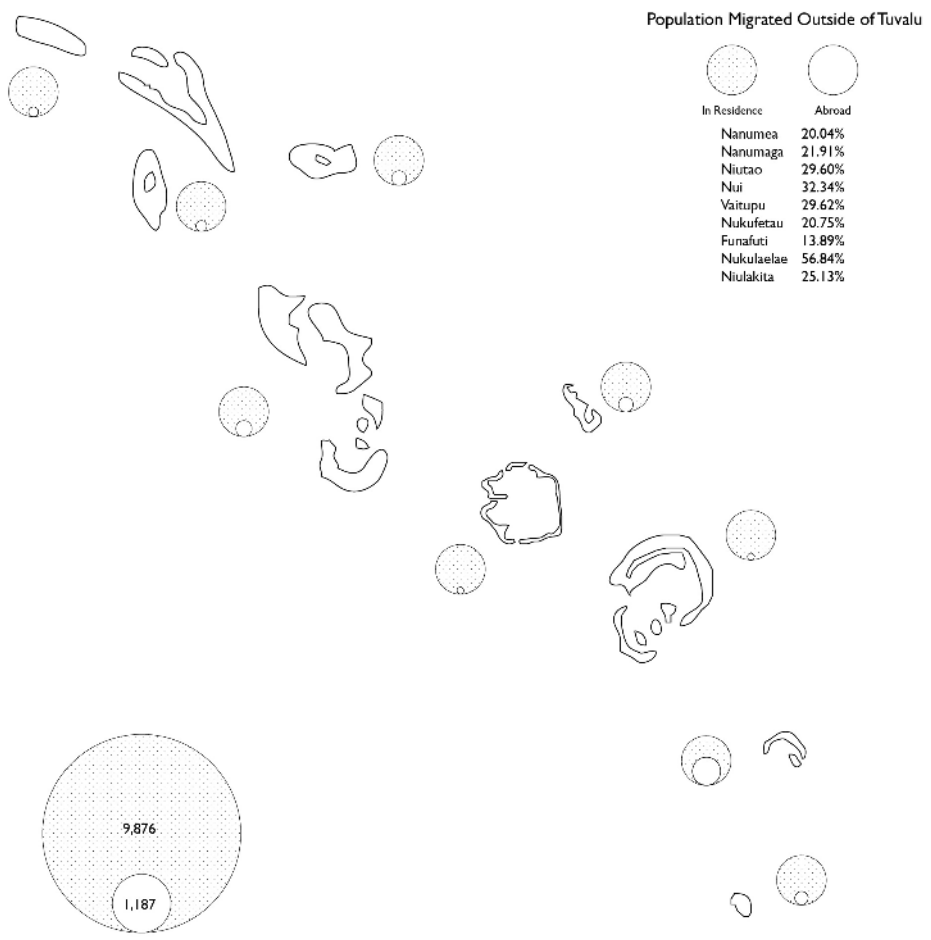 Population Migrated Outside of Tuvalu
In Residence Abroad
Nanumea 20.04%
Nanumaga 21.91%
Niutao 29.60%
Nui 32.34%
Vaitupu 29.62%
Nukufetau 20.75%
Funafuti 13.89%
Nukulaelae 56.84%
Niulakita 25.13%
9,876
1,187